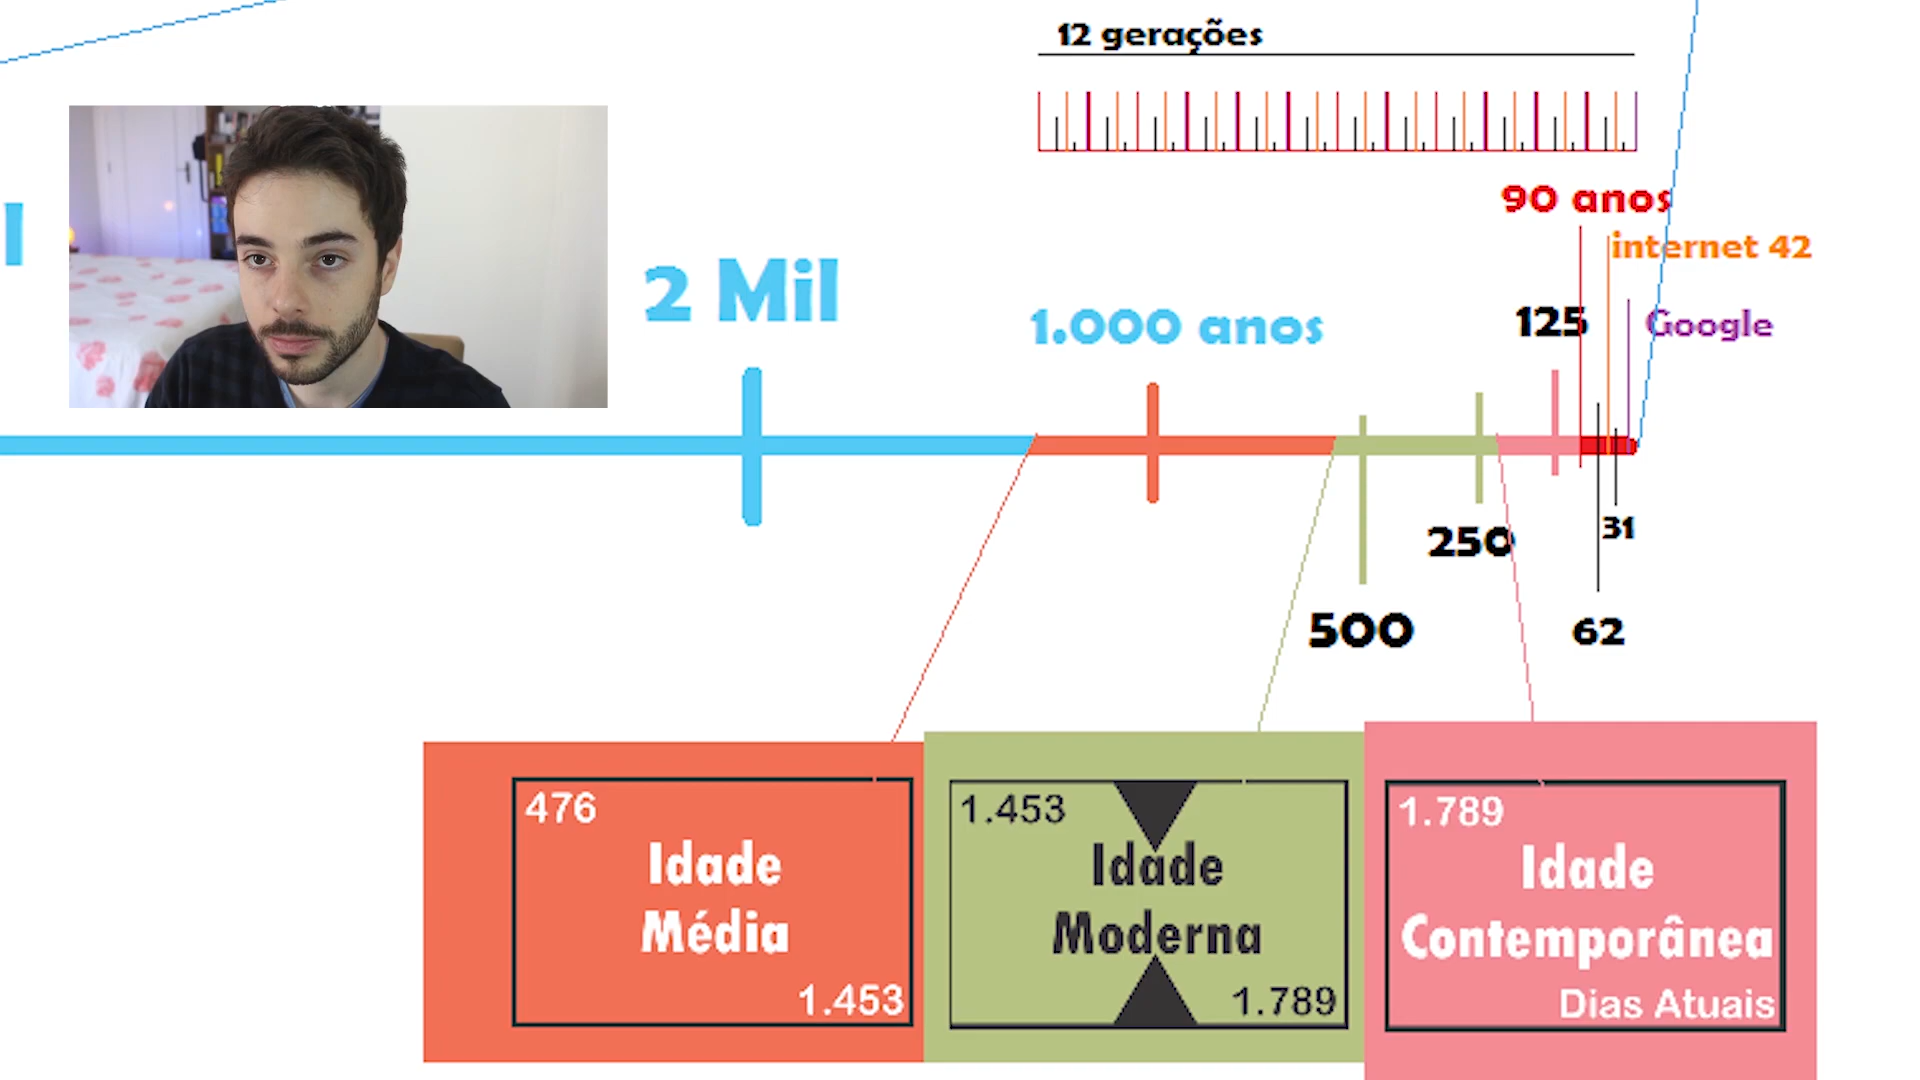 12 gerações
90 anos
internet 42
2 Mil
1.000 anos
125
Google
250
31
500
62
476
Idade
Média
1.453
1.453
Idade
Moderna
1.789
1.789
Idade
Contemporânea
Dias Atuais